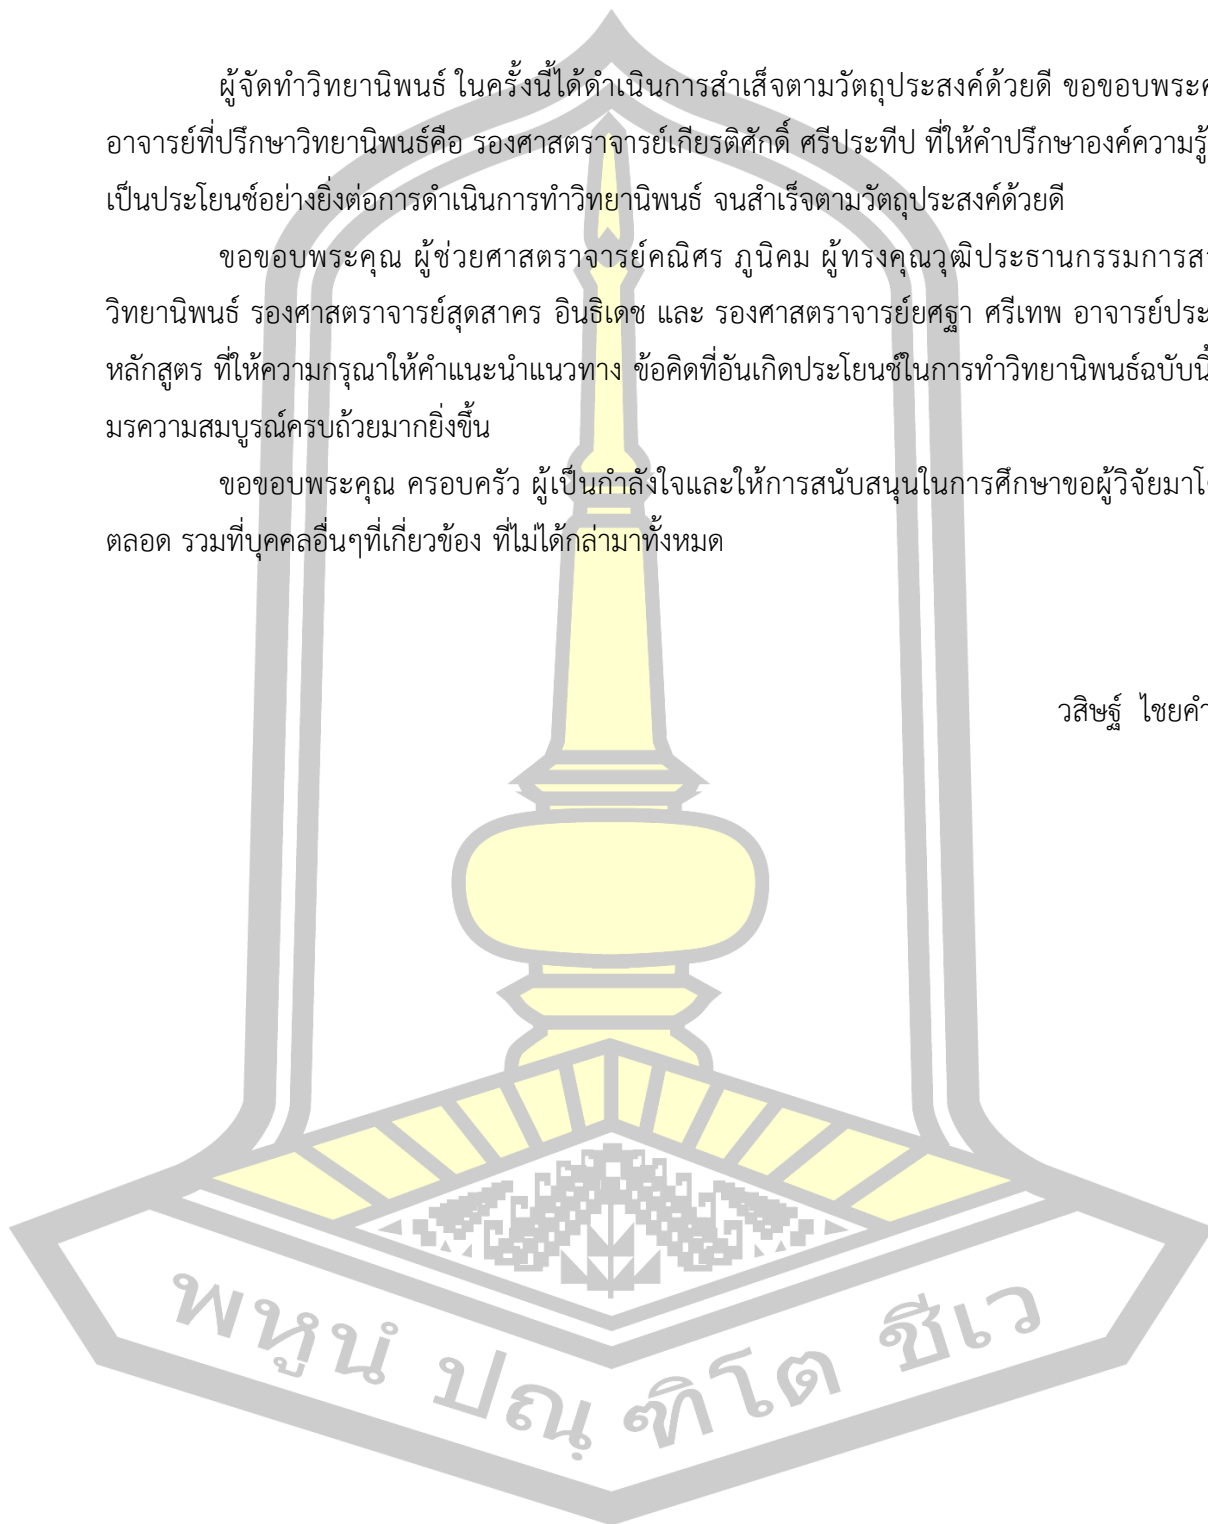 ผู้จัดทำวิทยานิพนธ์ ในครั้งนี้ได้ดำเนินการสำเส็จตามวัตถุประสงค์ด้วยดี ขอขอบพระ
อาจารย์ที่ปรึกษาวิทยานิพนธ์คือ รองศาสตราจารย์เกียรติศักดิ์ ศรีประทีป ที่ให้คำปรึกษาองค์ความรู้
เป็นประโยนช์อย่างยิ่งต่อการดำเนินการทำวิทยานิพนธ์ จนสำเร็จตามวัตถุประสงค์ด้วยดี
ขอขอบพระคุณ ผู้ช่วยศาสตราจารย์คณิศร ภูนิคม ผู้ทรงคุณวุฒิประธานกรรมการ
วิทยานิพนธ์ รองศาสตราจารย์สุดสาคร อินธิเดช และ รองศาสตราจารย์ยศฐา ศรีเทพ อาจารย์ประ
หลักสูตร ที่ให้ความกรุณาให้คำแนะนำแนวทาง ข้อคิดที่อันเกิดประโยนช์ในการทำวิทยานิพนธ์ฉบับนี้
มรความสมบูรณ์ครบถ้วยมากยิ่งขึ้น
ขอขอบพระคุณ ครอบครัว ผู้เป็นกำลังใจและให้การสนับสนุนในการศึกษาขอผู้วิจัยมา
ตลอด รวมที่บุคคลอื่นๆที่เกี่ยวข้อง ที่ไม่ได้กล่ามาทั้งหมด
วสิษฐ์ ไชยคำ
พหูนํ ปณฺฑิโต ชีเว